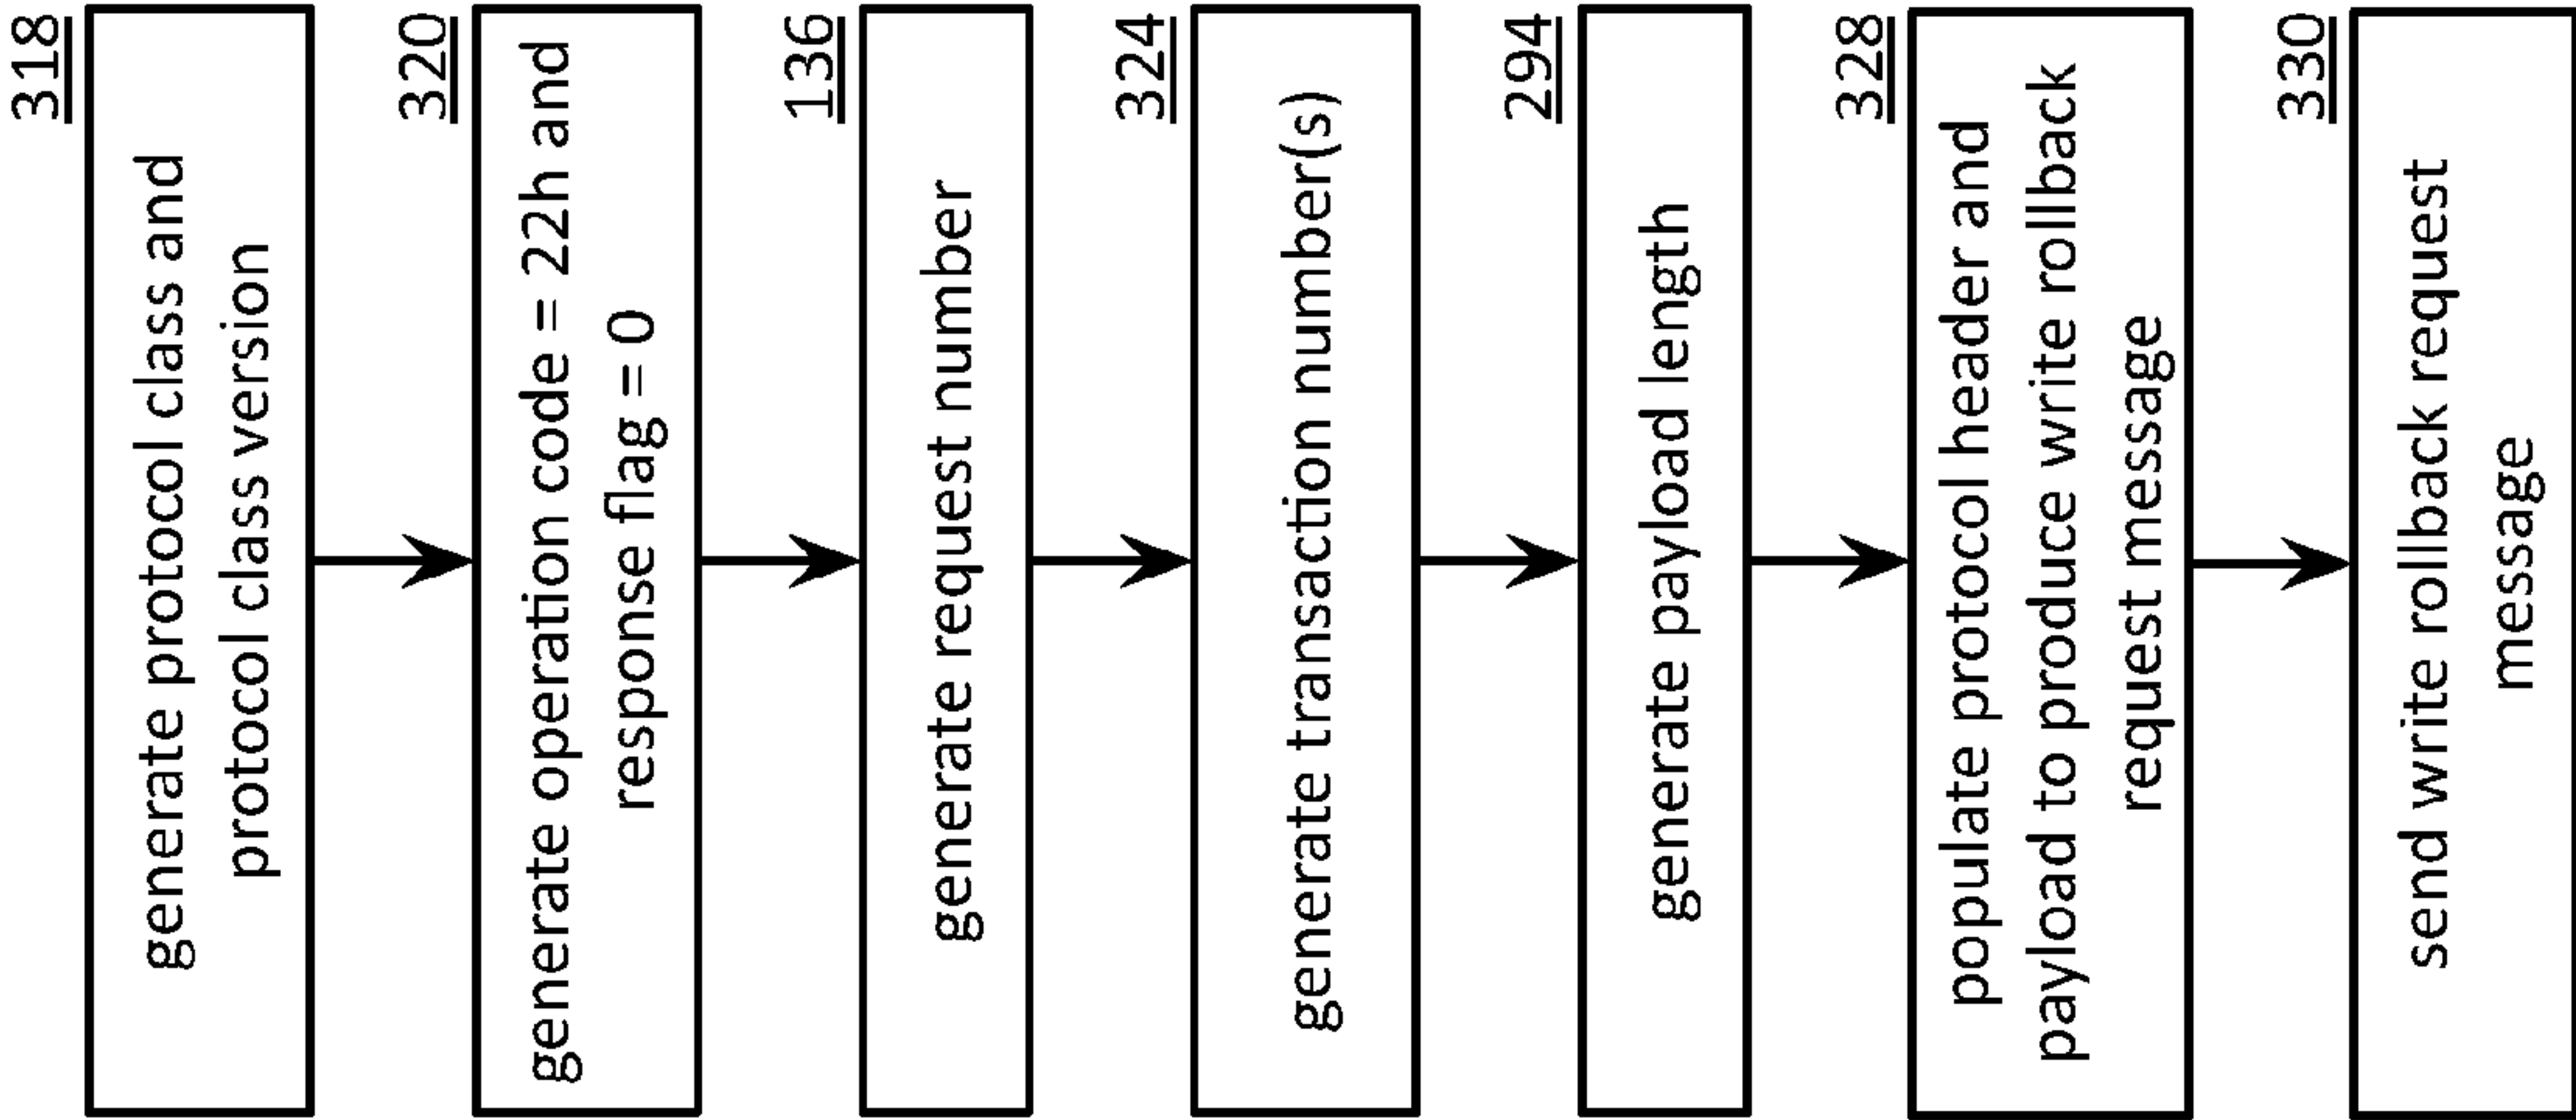 318
generate protocol class and
protocol class version
320
generate operation code = 22h and
response flag = 0
136
generate request number
324
generate transaction number(s)
294
generate payload length
328
populate protocol header and
payload to produce write rollback
request message
330
send write rollback request
message